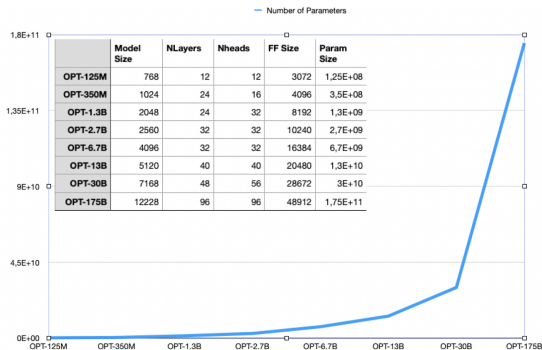 Number of Parameters
1,8E+11
Model Size NLayers Nheads FF Size Param Size
OPT-125M 768 12 12 3072 1,25E+08
OPT-350M 1024 24 16 4096 3,5E+08
1,35E+11
OPT-1.3B 2048 24 32 8192 1,3E+09
OPT-2.7B 2560 32 32 10240 2,7E+09
OPT-6.7B 4096 32 32 16384 6,7E+09
OPT-13B 5120 40 40 20480 1,3E+10
9E+10
OPT-30B 7168 48 56 28672 3E+10
OPT-175B 12228 96 96 48912 1,75E+11
4,5E+10
0E+00
OPT-125M OPT-350M OPT-1.3B OPT-2.7B OPT-6.7B OPT-13B OPT-30B OPT-175B